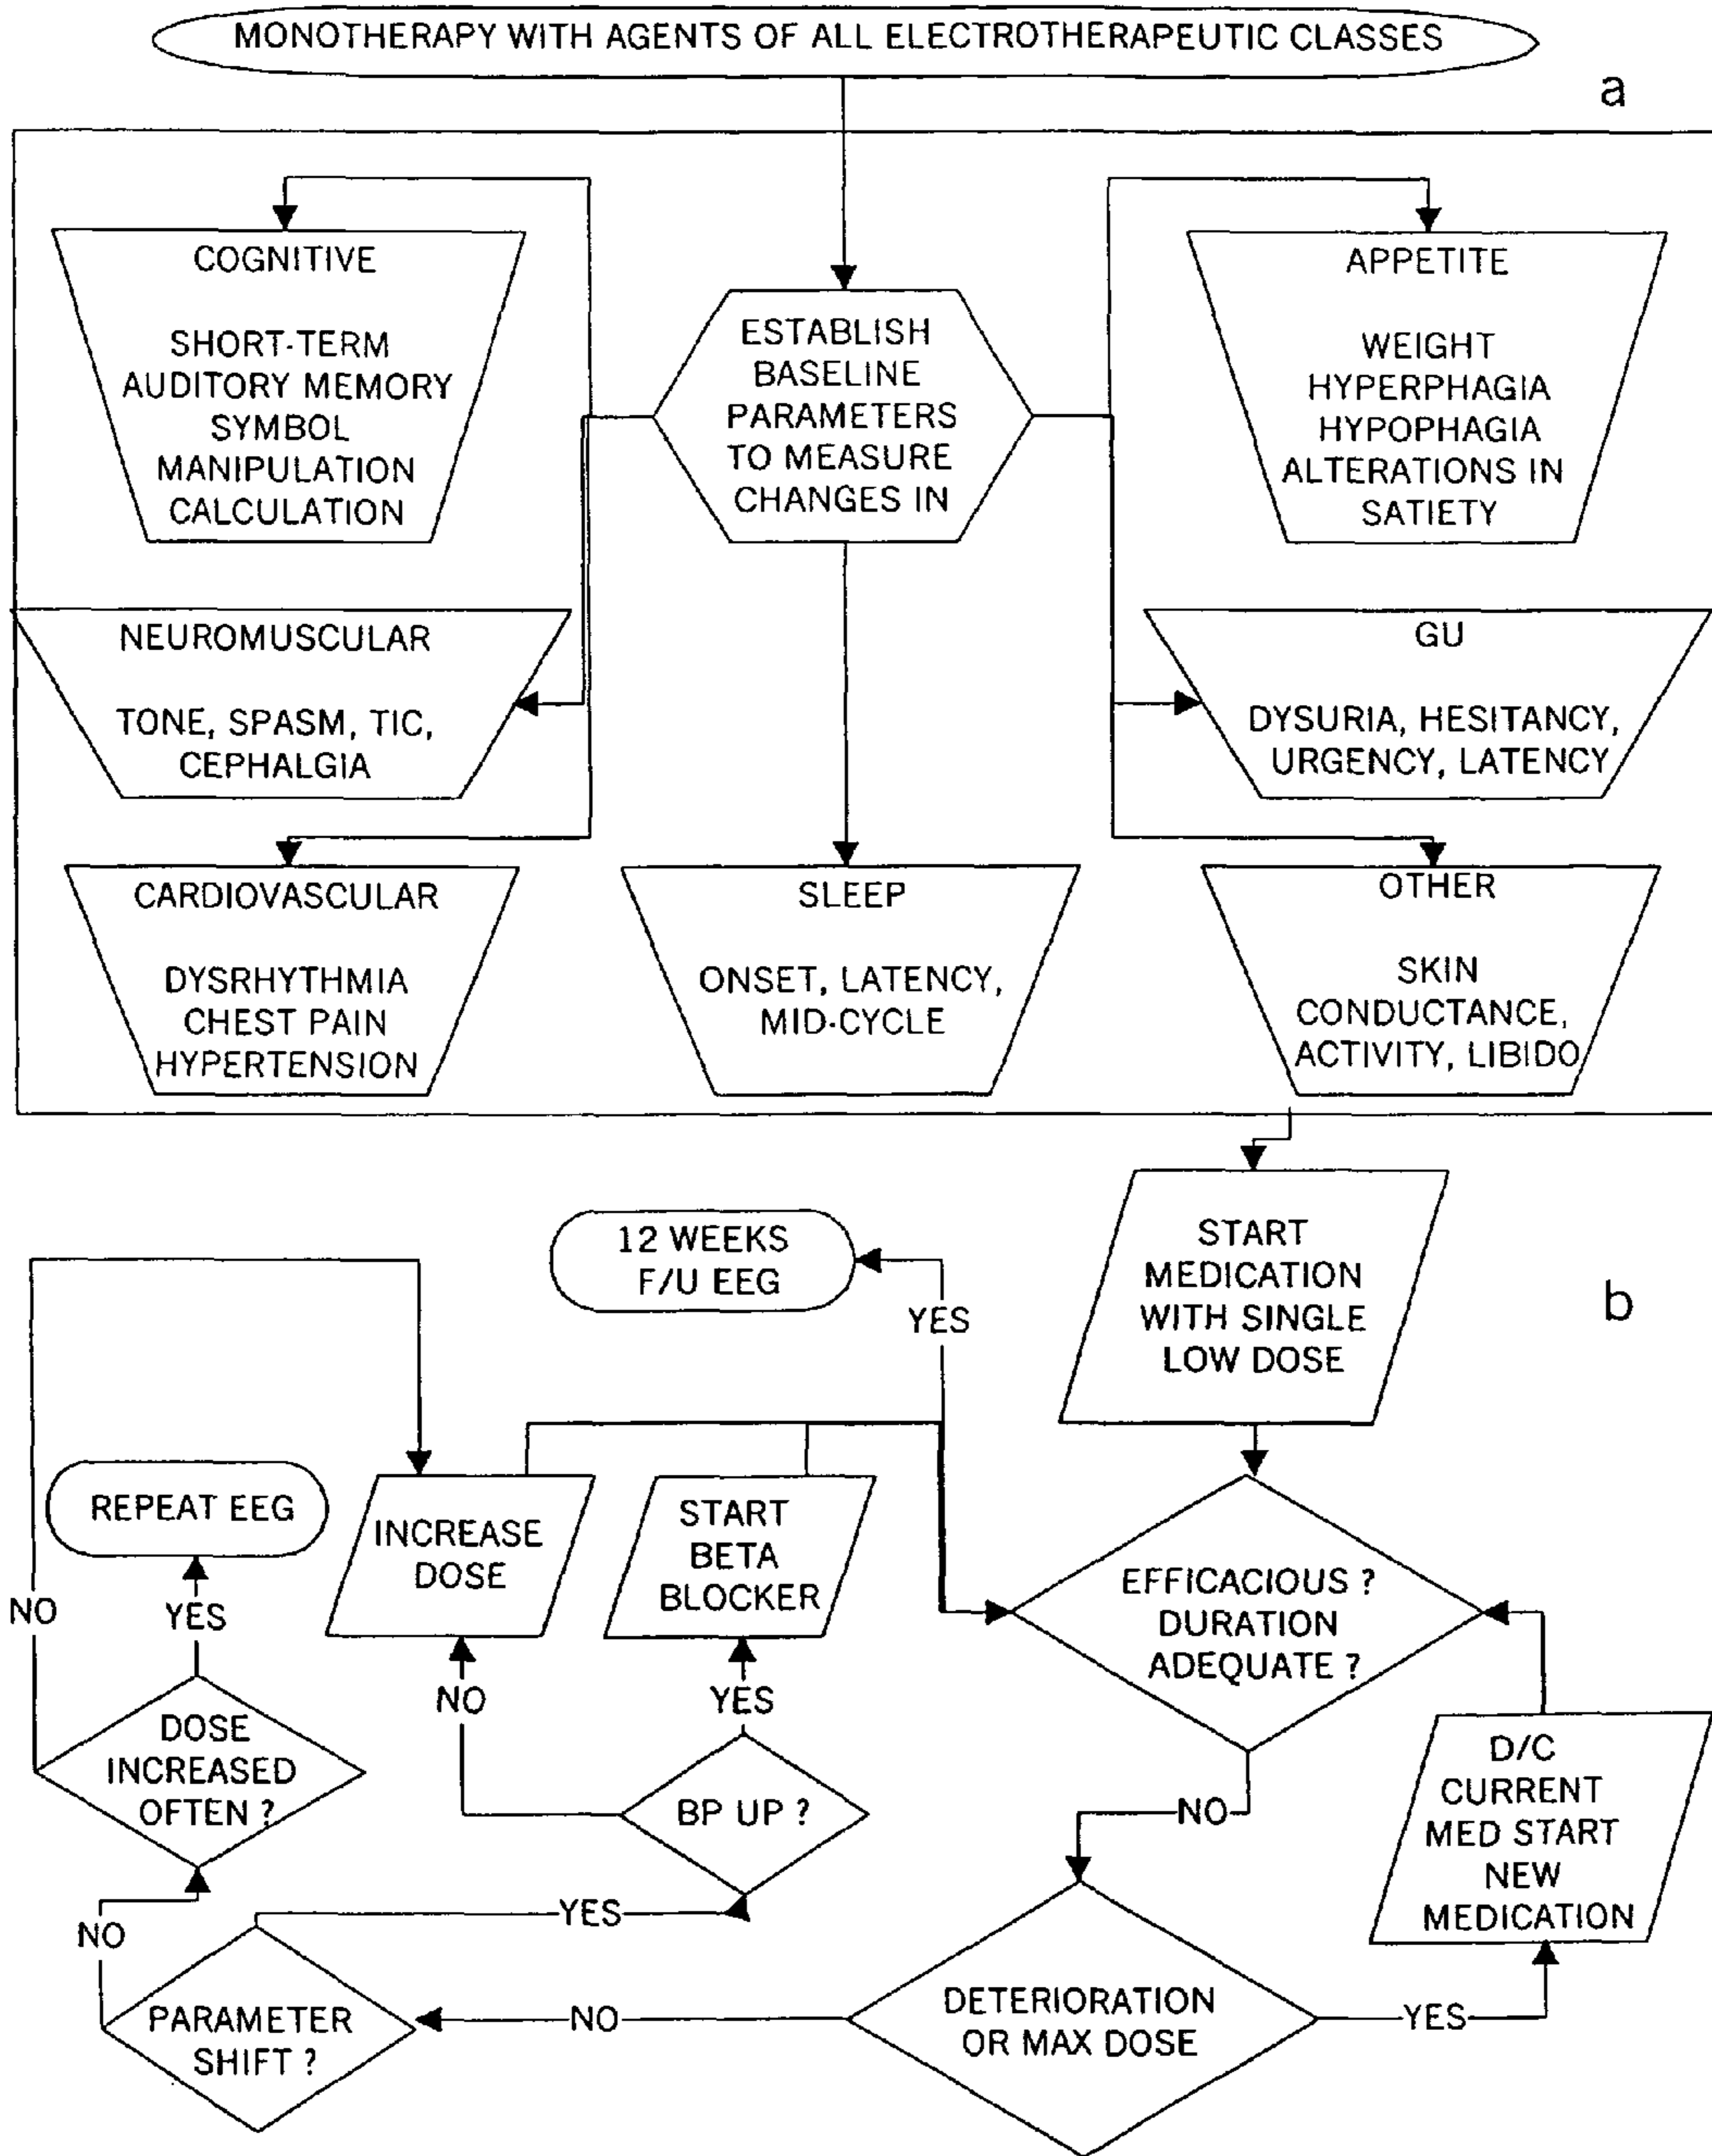 MONOTHERAPY WITH AGENTS OF ALL ELECTROTHERAPEUTIC CLASSES
a
COGNITIVE
SHORT-TERM
AUDITORY MEMORY
SYMBOL
MANIPULATION
CALCULATION
ESTABLISH
BASELINE
PARAMETERS
TO MEASURE
CHANGES IN
APPETITE
WEIGHT
HYPERPHAGIA
HYPOPHAGIA
ALTERATIONS IN
SATIETY
NEUROMUSCULAR
TONE, SPASM, TIC,
CEPHALGIA
GU
DYSURIA, HESITANCY,
URGENCY, LATENCY
CARDIOVASCULAR
DYSRHYTHMIA
CHEST PAIN
HYPERTENSION
SLEEP
ONSET, LATENCY,
MID-CYCLE
OTHER
SKIN
CONDUCTANCE,
ACTIVITY, LIBIDO
START
MEDICATION
WITH SINGLE
LOW DOSE
b
12 WEEKS
F/U EEG
YES
REPEAT EEG
INCREASE
DOSE
START
BETA
BLOCKER
EFFICACIOUS ?
DURATION
ADEQUATE ?
NO
YES
NO
YES
DOSE
INCREASED
OFTEN ?
BP UP ?
NO
D/C
CURRENT
MED START
NEW
MEDICATION
NO
YES
PARAMETER
SHIFT ?
NO
DETERIORATION
OR MAX DOSE
YES